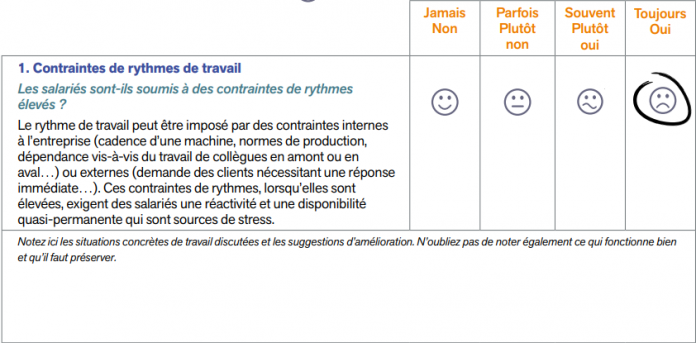 Jamais
Non
Parfois
Plutôt
non
Souvent
Plutôt
oui
Toujours
Oui
1. Contraintes de rythmes de travail
Les salariés sont-ils soumis à des contraintes de rythmes
élevés ?
Le rythme de travail peut être imposé par des contraintes internes
à l'entreprise (cadence d'une machine, normes de production,
dépendance vis-à-vis du travail de collègues en amont ou en
aval…) ou externes (demande des clients nécessitant une réponse
immédiate…). Ces contraintes de rythmes, lorsqu'elles sont
élevées, exigent des salariés une réactivité et une disponibilité
quasi-permanente qui sont sources de stress.
Notez ici les situations concrètes de travail discutées et les suggestions d'amélioration. N'oubliez pas de noter également ce qui fonctionne bien
et qu'il faut préserver.